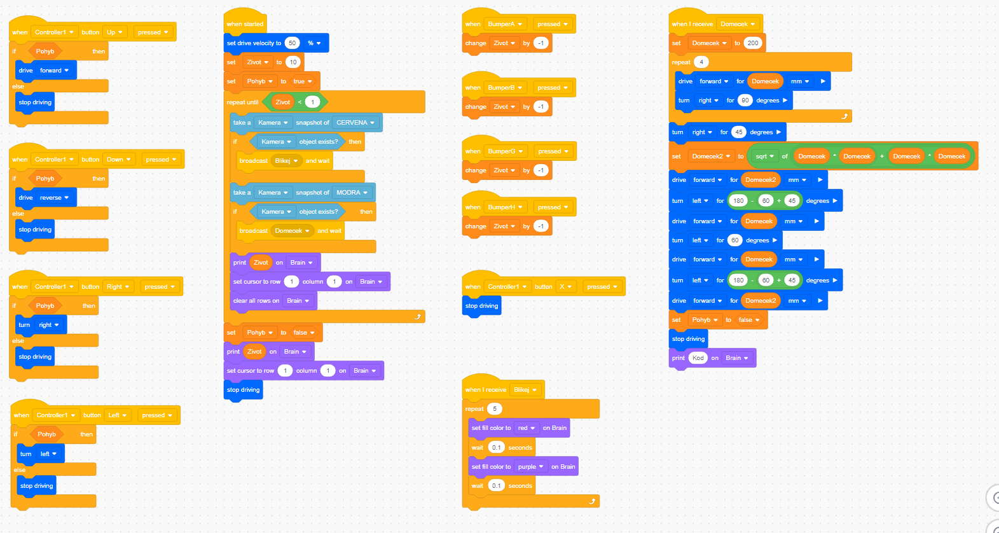 when Controller1 button Up pressed
if Pohyb then
drive forward
else
stop driving
when Controller1 button Down pressed
if Pohyb then
drive reverse
else
stop driving
when Controller1 button Right pressed
if Pohyb then
turn right
else
stop driving
when Controller1 button Left pressed
if Pohyb then
turn left
else
stop driving
when started
set drive velocity to 50 %
set Zivot to 10
set Pohyb to true
repeat until Zivot < 1
take a Kamera snapshot of CERVENA
if Kamera object exists? then
broadcast Blikej and wait
take a Kamera snapshot of MODRA
if Kamera object exists? then
broadcast Domecek and wait
print Zivot on Brain
set cursor to row 1 column 1 on Brain
clear all rows on Brain
set Pohyb to false
print Zivot on Brain
set cursor to row 1 column 1 on Brain
stop driving
when BumperA pressed
change Zivot by -1
when BumperB pressed
change Zivot by -1
when BumperG pressed
change Zivot by -1
when BumperH pressed
change Zivot by -1
when Controller1 button X pressed
stop driving
when I receive Blikej
repeat 5
set fill color to red on Brain
wait 0.1 seconds
set fill color to purple on Brain
wait 0.1 seconds
when I receive Domecek
set Domecek to 200
repeat 4
drive forward for Domecek mm
turn right for 90 degrees
turn right for 45 degrees
set Domecek2 to sqrt of Domecek * Domecek + Domecek * Domecek
drive forward for Domecek2 mm
turn left for 180 - 60 + 45 degrees
drive forward for Domecek mm
turn left for 60 degrees
drive forward for Domecek mm
turn left for 180 - 60 + 45 degrees
drive forward for Domecek2 mm
set Pohyb to false
stop driving
print Kod on Brain